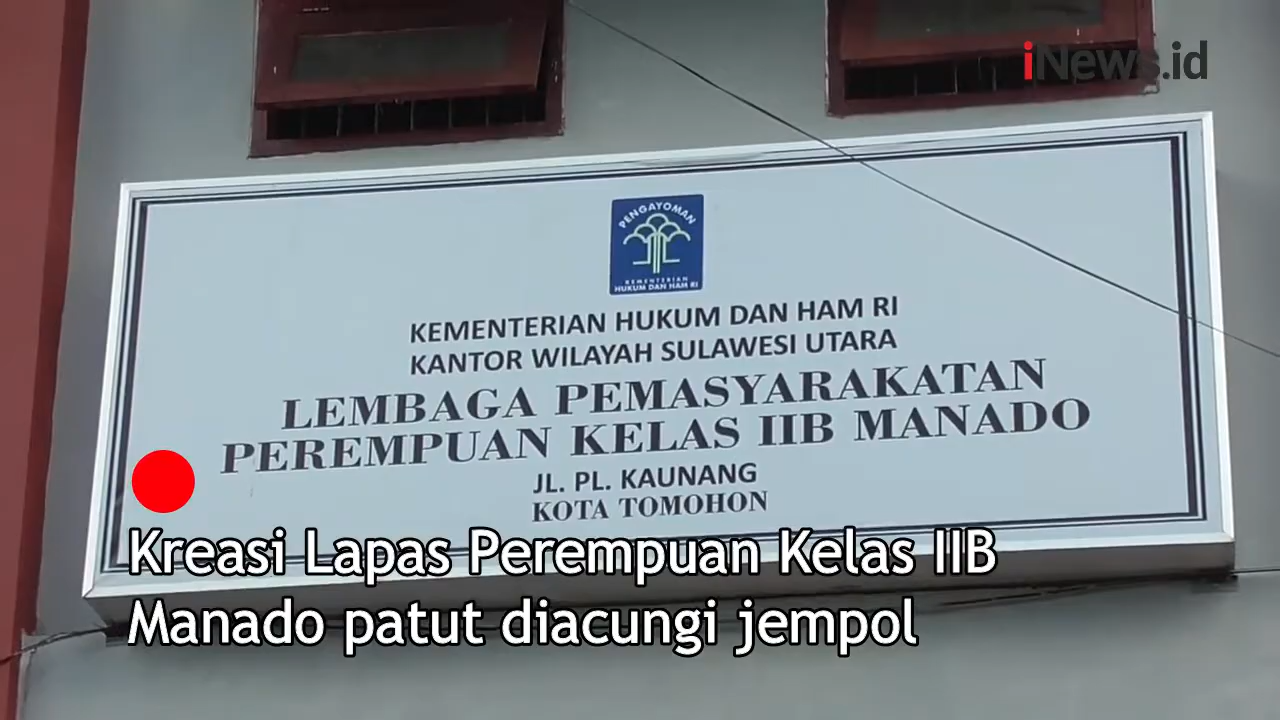 iNews.id
PENGAYOMAN
KEMENTERIAN
HUKUM DAN HAM RI
KEMENTERIAN HUKUM DAN HAM RI
KANTOR WILAYAH SULAWESI UTARA
LEMBAGA PEMASYARAKATAN
PEREMPUAN KELAS IIB MANADO
JL. PL. KAUNANG
KOTA TOMOHON
Kreasi Lapas Perempuan Kelas IIB
Manado patut diacungi jempol